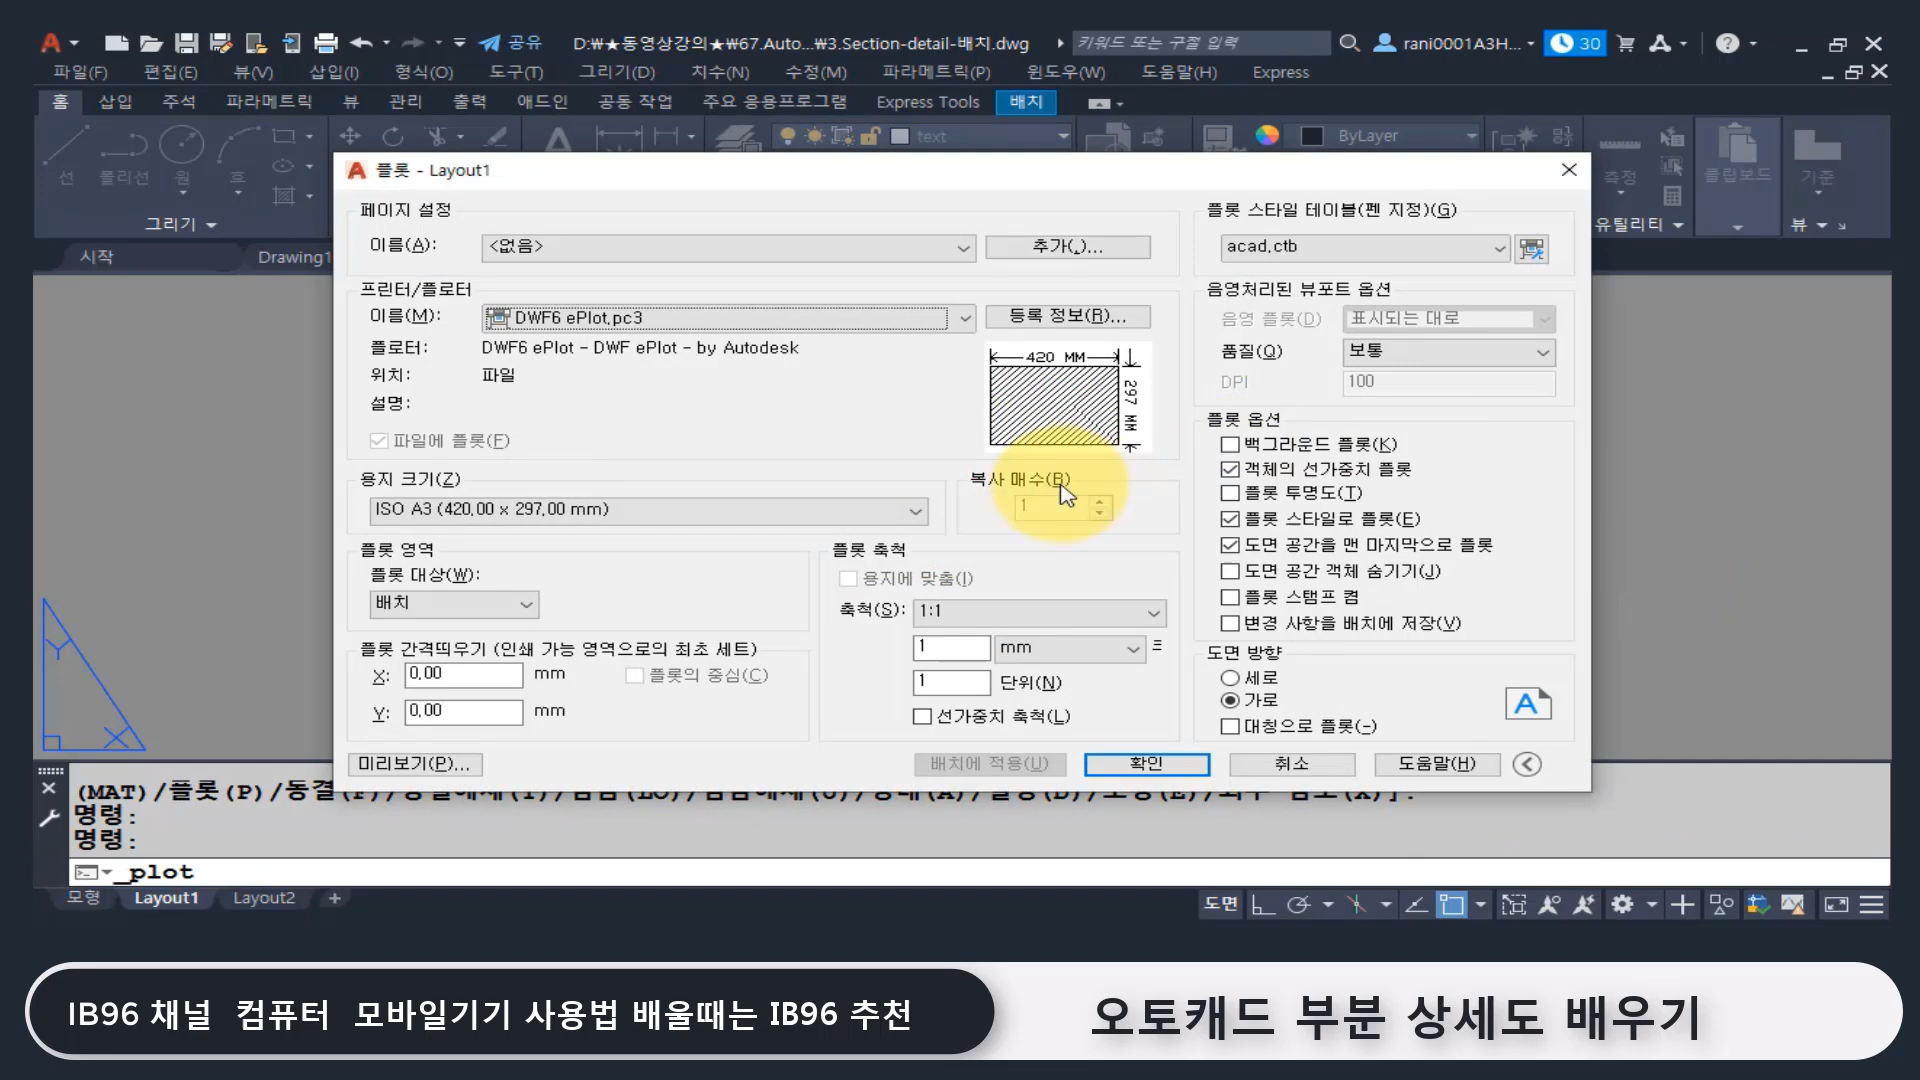 공유
D:₩★동영상강의★₩67.Auto...₩3.Section-detail-배치.dwg
키워드 또는 구절 입력
rani0001A3H...
30
파일(F) 편집(E) 뷰(V) 삽입(I) 형식(O) 도구(T) 그리기(D) 치수(N) 수정(M) 파라메트릭(P) 윈도우(W) 도움말(H) Express
홈 삽입 주석 파라메트릭 뷰 관리 출력 애드인 공동 작업 주요 응용프로그램 Express Tools 배치
text
ByLayer
선 폴리선 원 호
측정 클립보드 기준
그리기
유틸리티 뷰
시작 Drawing1
플롯 - Layout1
페이지 설정
이름(A): <없음> 추가(.)...
프린터/플로터
이름(M): DWF6 ePlot.pc3 등록 정보(R)...
플로터: DWF6 ePlot - DWF ePlot - by Autodesk
위치: 파일
설명:
파일에 플롯(F)
420 MM
297 MM
용지 크기(Z)
ISO A3 (420.00 x 297.00 mm)
복사 매수(B)
1
플롯 영역
플롯 대상(W):
배치
플롯 간격띄우기 (인쇄 가능 영역으로의 최초 세트)
X: 0.00 mm 플롯의 중심(C)
Y: 0.00 mm
플롯 축척
용지에 맞춤(I)
축척(S): 1:1
1 mm =
1 단위(N)
선가중치 축척(L)
플롯 스타일 테이블(펜 지정)(G)
acad.ctb
음영처리된 뷰포트 옵션
음영 플롯(D) 표시되는 대로
품질(Q) 보통
DPI 100
플롯 옵션
백그라운드 플롯(K)
객체의 선가중치 플롯
플롯 투명도(T)
플롯 스타일로 플롯(E)
도면 공간을 맨 마지막으로 플롯
도면 공간 객체 숨기기(J)
플롯 스탬프 켬
변경 사항을 배치에 저장(V)
도면 방향
세로
가로
대칭으로 플롯(-)
A
미리보기(P)... 배치에 적용(U) 확인 취소 도움말(H)
Y
X
(MAT)/플롯(P)/동결(F)
명령:
명령:
_plot
모형 Layout1 Layout2 +
도면
IB96 채널 컴퓨터 모바일기기 사용법 배울때는 IB96 추천
오토캐드 부분 상세도 배우기